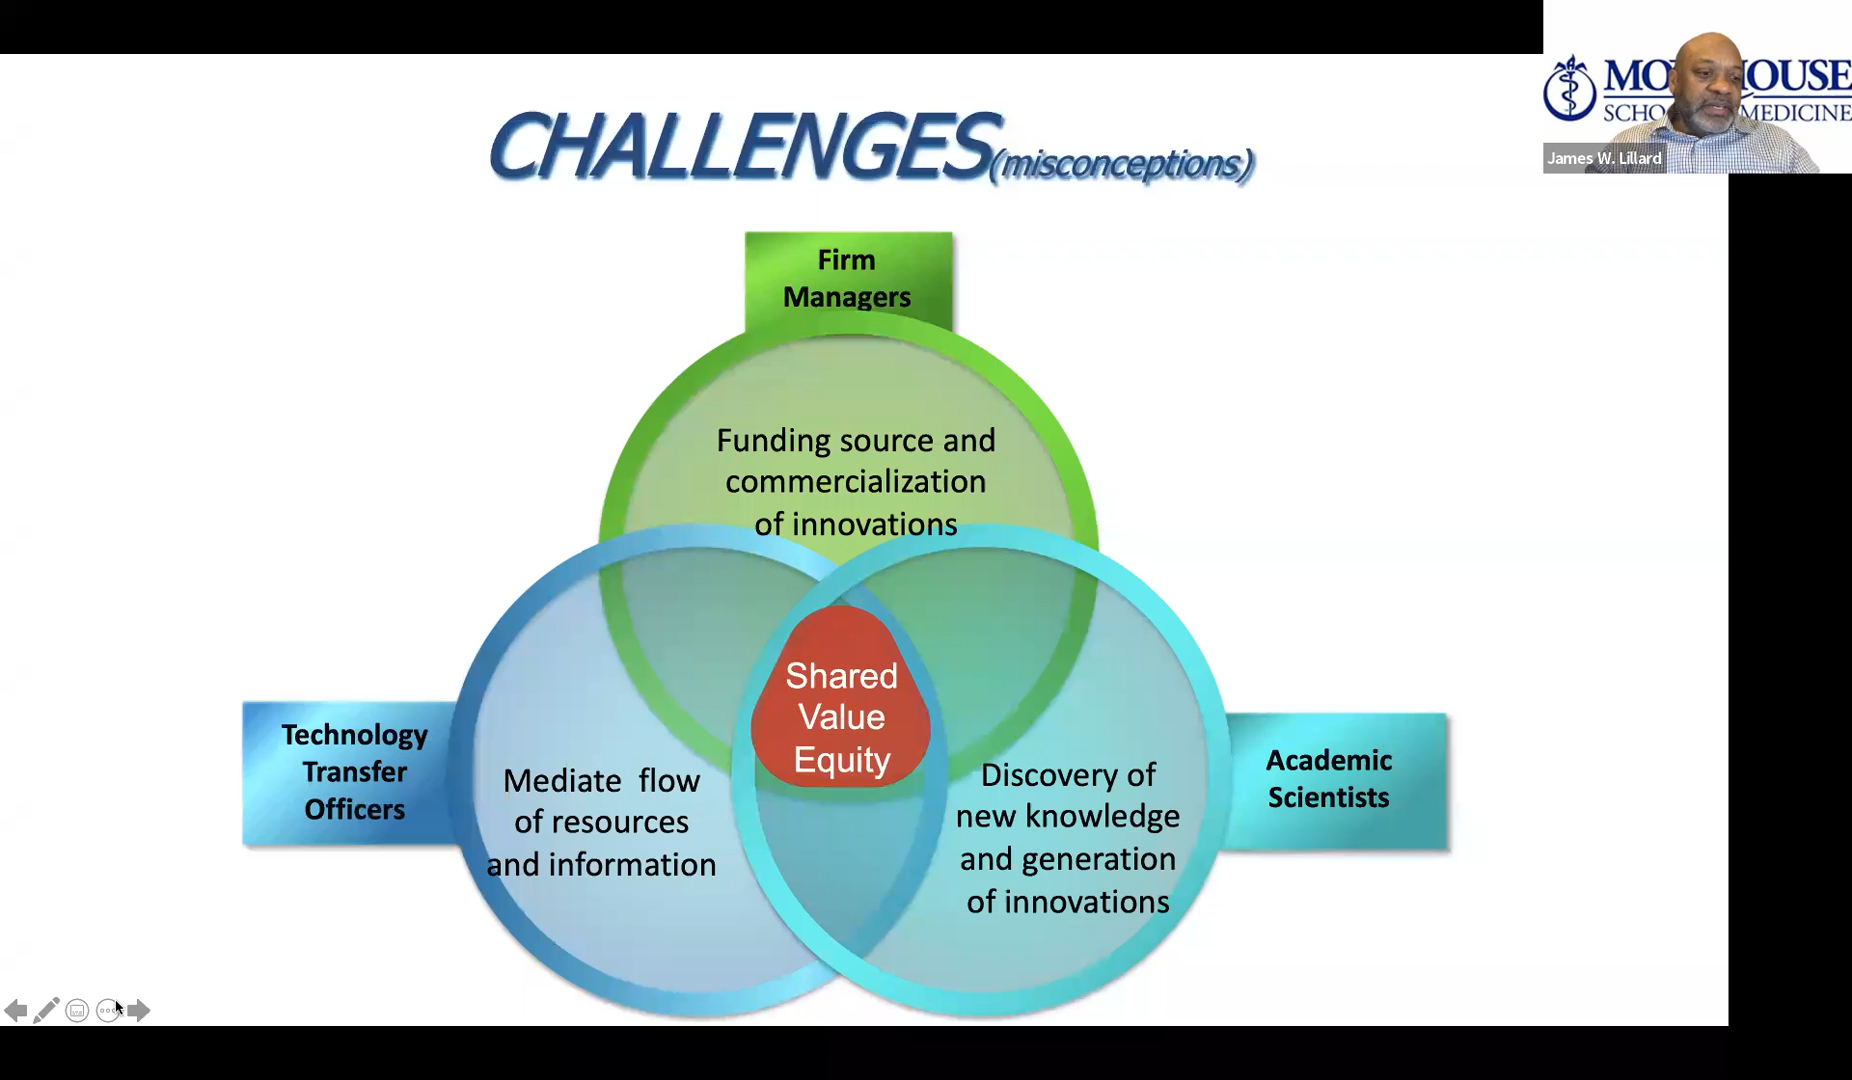 CHALLENGES(misconceptions)
Firm
Managers
Funding source and
commercialization
of innovations
Shared
Value
Equity
Technology
Transfer
Officers
Mediate flow
of resources
and information
Discovery of
new knowledge
and generation
of innovations
Academic
Scientists
MEDICINE
James W. Lillard